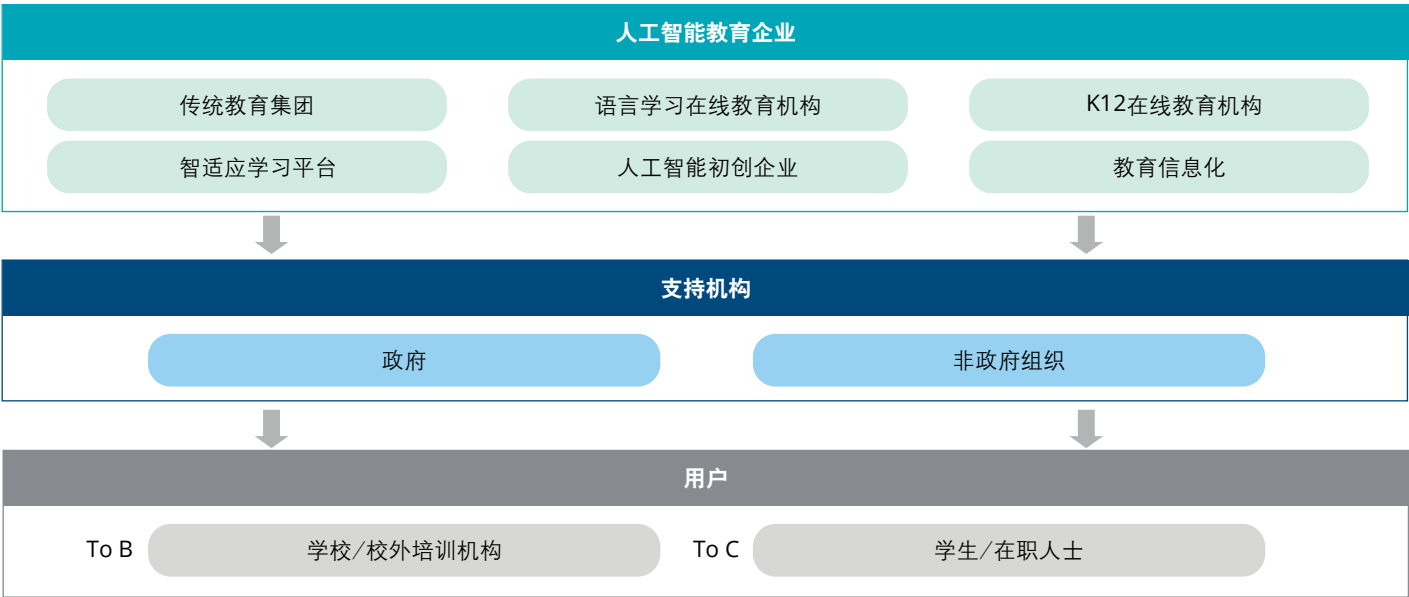 人工智能教育企业
传统教育集团
语言学习在线教育机构
K12在线教育机构
智适应学习平台
人工智能初创企业
教育信息化
支持机构
政府
非政府组织
用户
To B
学校/校外培训机构
To C
学生/在职人士